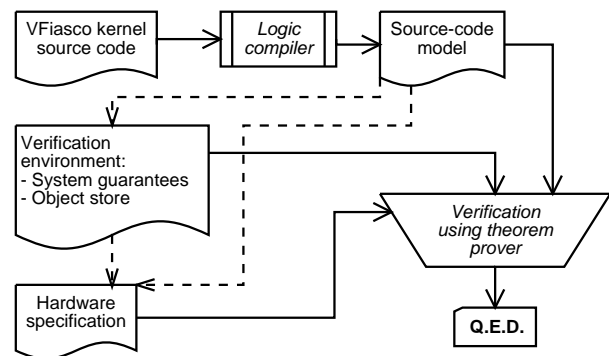 VFiasco kernel
source code
Logic
compiler
Source-code
model
Verification
environment:
- System guarantees
- Object store
Verification
using theorem
prover
Hardware
specification
Q.E.D.